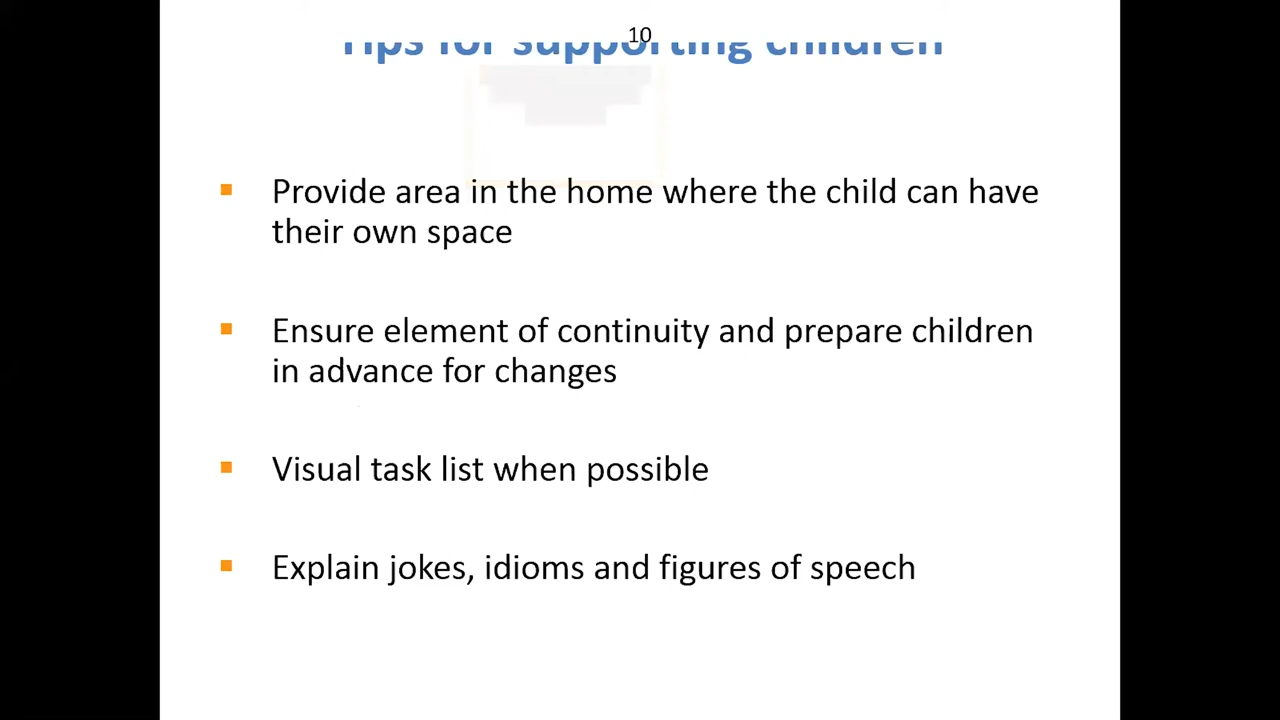 10
Tips for supporting children
Provide area in the home where the child can have
their own space
Ensure element of continuity and prepare children
in advance for changes
Visual task list when possible
Explain jokes, idioms and figures of speech